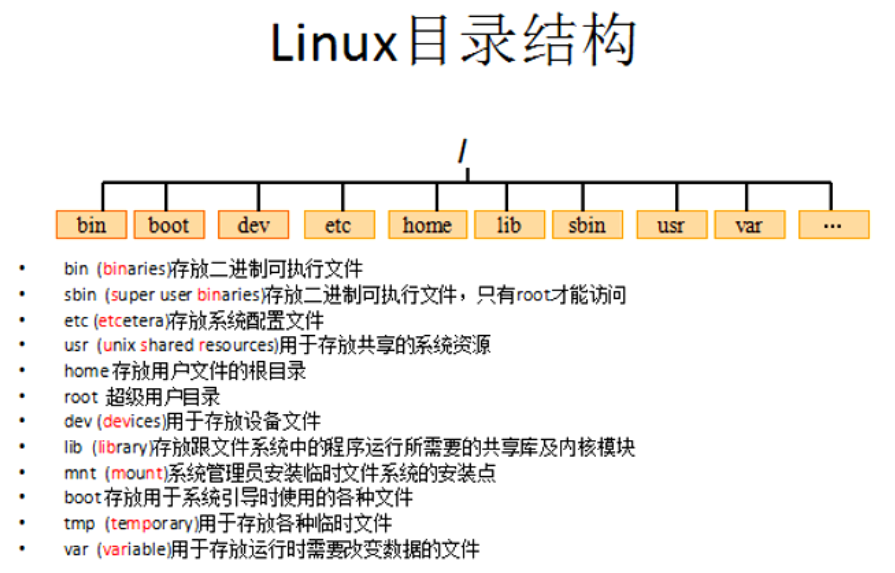 Linux目录结构
/
bin boot dev etc home lib sbin usr var ...
• bin (binaries)存放二进制可执行文件
• sbin (super user binaries)存放二进制可执行文件，只有root才能访问
• etc (etcetera)存放系统配置文件
• usr (unix shared resources)用于存放共享的系统资源
• home存放用户文件的根目录
• root 超级用户目录
• dev (devices)用于存放设备文件
• lib (library)存放跟文件系统中的程序运行所需要的共享库及内核模块
• mnt (mount)系统管理员安装临时文件系统的安装点
• boot存放用于系统引导时使用的各种文件
• tmp (temporary)用于存放各种临时文件
• var (variable)用于存放运行时需要改变数据的文件